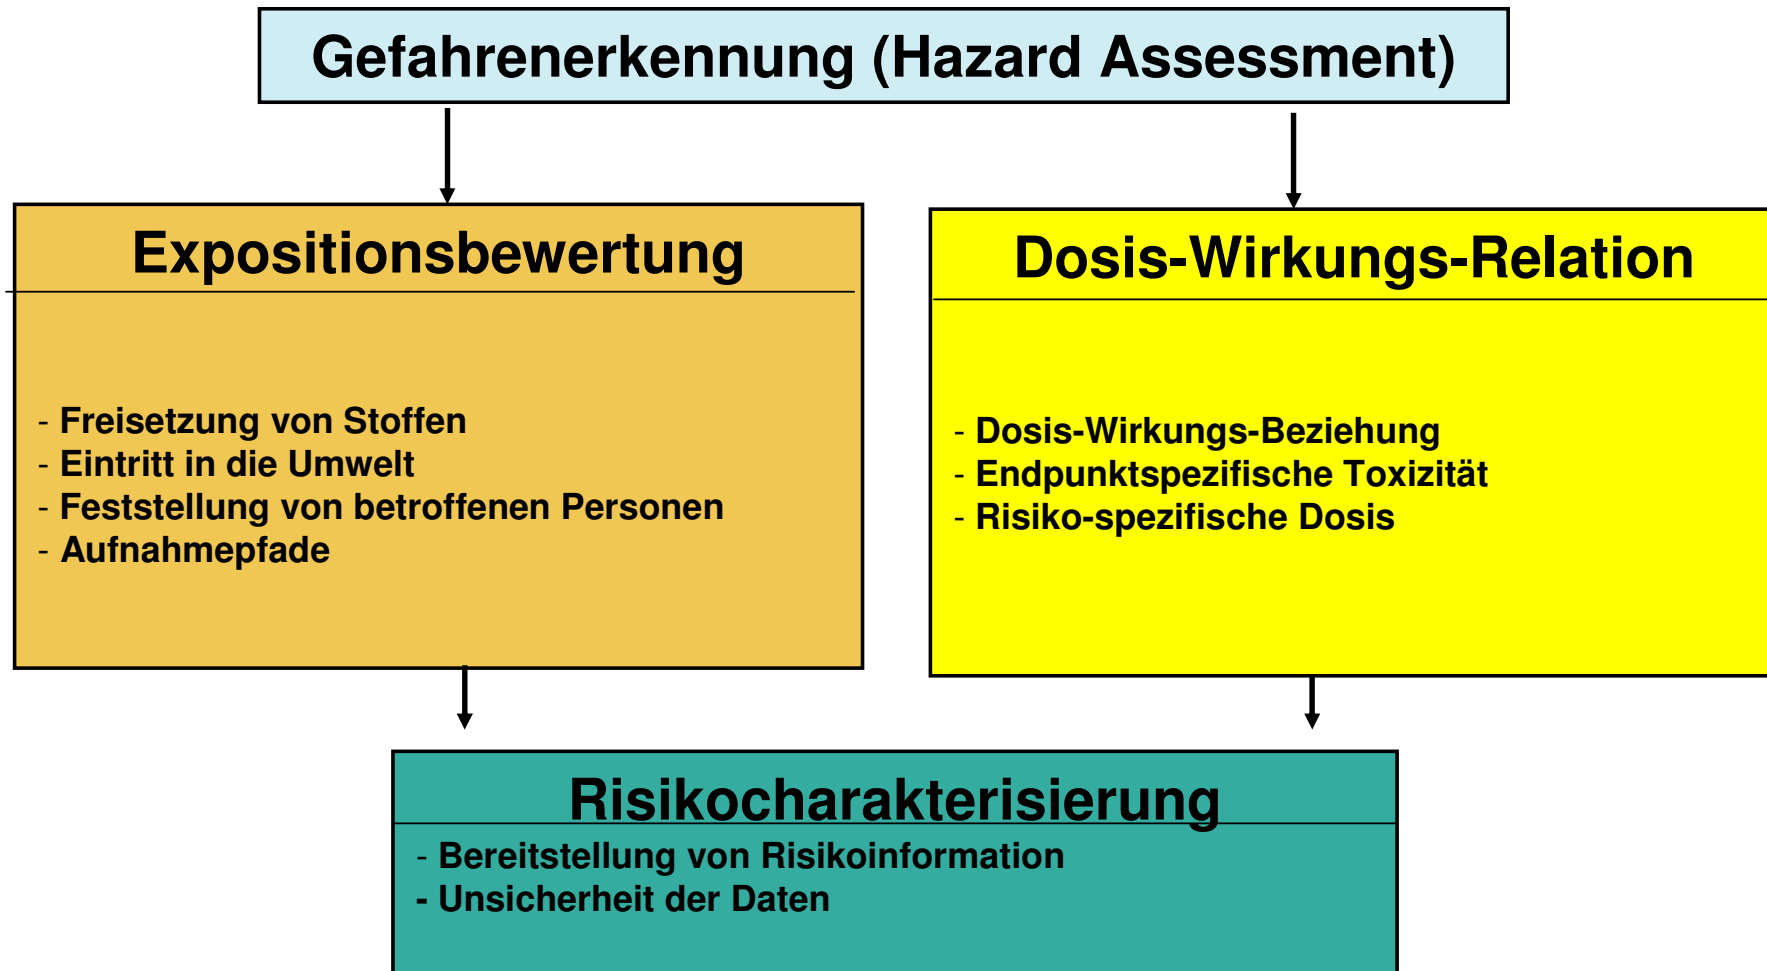 Gefahrenerkennung (Hazard Assessment)
Expositionsbewertung
- Freisetzung von Stoffen
- Eintritt in die Umwelt
- Feststellung von betroffenen Personen
- Aufnahmepfade
Dosis-Wirkungs-Relation
- Dosis-Wirkungs-Beziehung
- Endpunktspezifische Toxizität
- Risiko-spezifische Dosis
Risikocharakterisierung
- Bereitstellung von Risikoinformation
- Unsicherheit der Daten